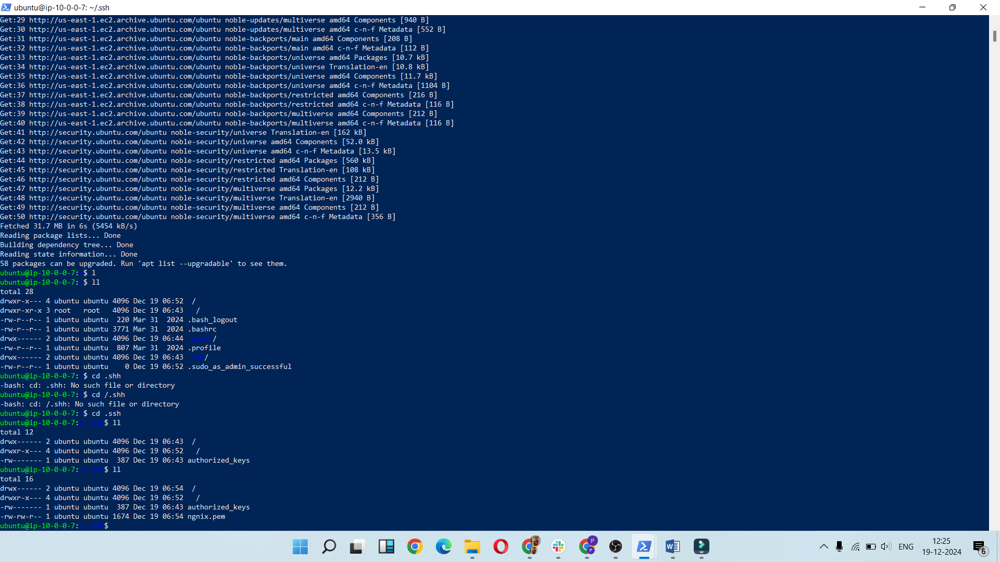 ubuntu@ip-10-0-0-7: ~/.ssh
Get:29 http://us-east-1.ec2.archive.ubuntu.com/ubuntu noble-updates/multiverse amd64 Components [940 B]
Get:30 http://us-east-1.ec2.archive.ubuntu.com/ubuntu noble-updates/multiverse amd64 c-n-f Metadata [552 B]
Get:31 http://us-east-1.ec2.archive.ubuntu.com/ubuntu noble-backports/main amd64 Components [208 B]
Get:32 http://us-east-1.ec2.archive.ubuntu.com/ubuntu noble-backports/main amd64 c-n-f Metadata [112 B]
Get:33 http://us-east-1.ec2.archive.ubuntu.com/ubuntu noble-backports/universe amd64 Packages [10.7 kB]
Get:34 http://us-east-1.ec2.archive.ubuntu.com/ubuntu noble-backports/universe Translation-en [10.8 kB]
Get:35 http://us-east-1.ec2.archive.ubuntu.com/ubuntu noble-backports/universe amd64 Components [11.7 kB]
Get:36 http://us-east-1.ec2.archive.ubuntu.com/ubuntu noble-backports/universe amd64 c-n-f Metadata [1104 B]
Get:37 http://us-east-1.ec2.archive.ubuntu.com/ubuntu noble-backports/restricted amd64 Components [216 B]
Get:38 http://us-east-1.ec2.archive.ubuntu.com/ubuntu noble-backports/restricted amd64 c-n-f Metadata [116 B]
Get:39 http://us-east-1.ec2.archive.ubuntu.com/ubuntu noble-backports/multiverse amd64 Components [212 B]
Get:40 http://us-east-1.ec2.archive.ubuntu.com/ubuntu noble-backports/multiverse amd64 c-n-f Metadata [116 B]
Get:41 http://security.ubuntu.com/ubuntu noble-security/universe Translation-en [162 kB]
Get:42 http://security.ubuntu.com/ubuntu noble-security/universe amd64 Components [52.0 kB]
Get:43 http://security.ubuntu.com/ubuntu noble-security/universe amd64 c-n-f Metadata [13.5 kB]
Get:44 http://security.ubuntu.com/ubuntu noble-security/restricted amd64 Packages [560 kB]
Get:45 http://security.ubuntu.com/ubuntu noble-security/restricted Translation-en [108 kB]
Get:46 http://security.ubuntu.com/ubuntu noble-security/restricted amd64 Components [212 B]
Get:47 http://security.ubuntu.com/ubuntu noble-security/multiverse amd64 Packages [12.2 kB]
Get:48 http://security.ubuntu.com/ubuntu noble-security/multiverse Translation-en [2940 B]
Get:49 http://security.ubuntu.com/ubuntu noble-security/multiverse amd64 Components [212 B]
Get:50 http://security.ubuntu.com/ubuntu noble-security/multiverse amd64 c-n-f Metadata [356 B]
Fetched 31.7 MB in 6s (5454 kB/s)
Reading package lists... Done
Building dependency tree... Done
Reading state information... Done
58 packages can be upgraded. Run 'apt list --upgradable' to see them.
ubuntu@ip-10-0-0-7: $ l
ubuntu@ip-10-0-0-7: $ ll
total 28
drwxr-x--- 4 ubuntu ubuntu 4096 Dec 19 06:52  /
drwxr-xr-x 3 root   root   4096 Dec 19 06:43   /
-rw-r--r-- 1 ubuntu ubuntu  220 Mar 31  2024 .bash_logout
-rw-r--r-- 1 ubuntu ubuntu 3771 Mar 31  2024 .bashrc
drwx------ 2 ubuntu ubuntu 4096 Dec 19 06:44 .cache/
-rw-r--r-- 1 ubuntu ubuntu  807 Mar 31  2024 .profile
drwx------ 2 ubuntu ubuntu 4096 Dec 19 06:43 .ssh/
-rw-r--r-- 1 ubuntu ubuntu    0 Dec 19 06:52 .sudo_as_admin_successful
ubuntu@ip-10-0-0-7: $ cd .shh
-bash: cd: .shh: No such file or directory
ubuntu@ip-10-0-0-7: $ cd /.shh
-bash: cd: /.shh: No such file or directory
ubuntu@ip-10-0-0-7: $ cd .ssh
ubuntu@ip-10-0-0-7:~/.ssh$ ll
total 12
drwx------ 2 ubuntu ubuntu 4096 Dec 19 06:43  /
drwxr-x--- 4 ubuntu ubuntu 4096 Dec 19 06:52   /
-rw------- 1 ubuntu ubuntu  387 Dec 19 06:43 authorized_keys
ubuntu@ip-10-0-0-7:~/.ssh$ ll
total 16
drwx------ 2 ubuntu ubuntu 4096 Dec 19 06:54  /
drwxr-x--- 4 ubuntu ubuntu 4096 Dec 19 06:52   /
-rw------- 1 ubuntu ubuntu  387 Dec 19 06:43 authorized_keys
-rw-rw-r-- 1 ubuntu ubuntu 1674 Dec 19 06:54 ngnix.pem
ubuntu@ip-10-0-0-7:~/.ssh$
ENG
12:25
19-12-2024
6